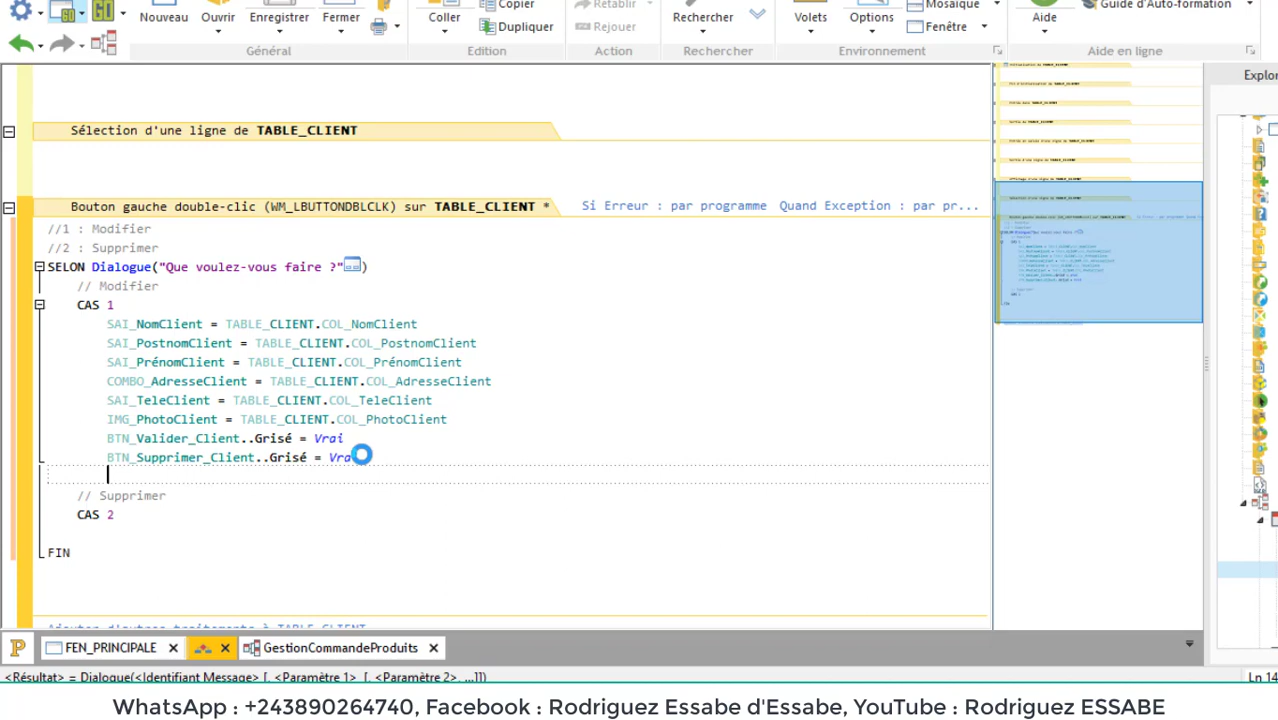 Nouveau
Ouvrir
Enregistrer
Fermer
Coller
Copier
Dupliquer
Rétablir
Rejouer
Rechercher
Volets
Options
Mosaïque
Fenêtre
Aide
Guide d'Auto-formation
Général
Edition
Action
Rechercher
Environnement
Aide en ligne
Explor
Sélection d'une ligne de TABLE_CLIENT
Bouton gauche double-clic (WM_LBUTTONDBLCLK) sur TABLE_CLIENT * Si Erreur : par programme Quand Exception : par pr...
//1 : Modifier
//2 : Supprimer
SELON Dialogue("Que voulez-vous faire ?")
// Modifier
CAS 1
SAI_NomClient = TABLE_CLIENT.COL_NomClient
SAI_PostnomClient = TABLE_CLIENT.COL_PostnomClient
SAI_PrénomClient = TABLE_CLIENT.COL_PrénomClient
COMBO_AdresseClient = TABLE_CLIENT.COL_AdresseClient
SAI_TeleClient = TABLE_CLIENT.COL_TeleClient
IMG_PhotoClient = TABLE_CLIENT.COL_PhotoClient
BTN_Valider_Client..Grisé = Vrai
BTN_Supprimer_Client..Grisé = Vra
// Supprimer
CAS 2
FIN
Ajouter d'autres traitements à TABLE_CLIENT
FEN_PRINCIPALE
GestionCommandeProduits
<Résultat> = Dialogue(<Identifiant Message> [, <Paramètre 1> [, <Paramètre 2>, ...]])
Ln 14
WhatsApp : +243890264740, Facebook : Rodriguez Essabe d'Essabe, YouTube : Rodriguez ESSABE